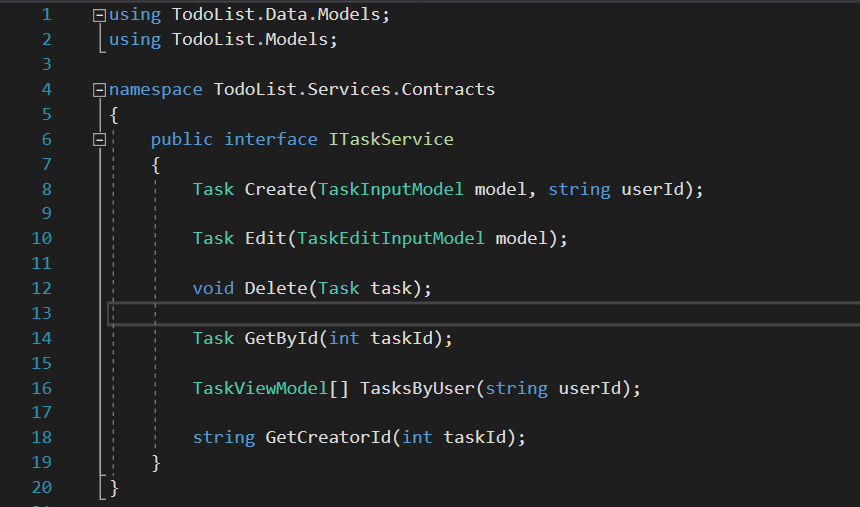 1 using TodoList.Data.Models;
2 using TodoList.Models;
3
4 namespace TodoList.Services.Contracts
5 {
6 public interface ITaskService
7 {
8 Task Create(TaskInputModel model, string userId);
9
10 Task Edit(TaskEditInputModel model);
11
12 void Delete(Task task);
13
14 Task GetById(int taskId);
15
16 TaskViewModel[] TasksByUser(string userId);
17
18 string GetCreatorId(int taskId);
19 }
20 }